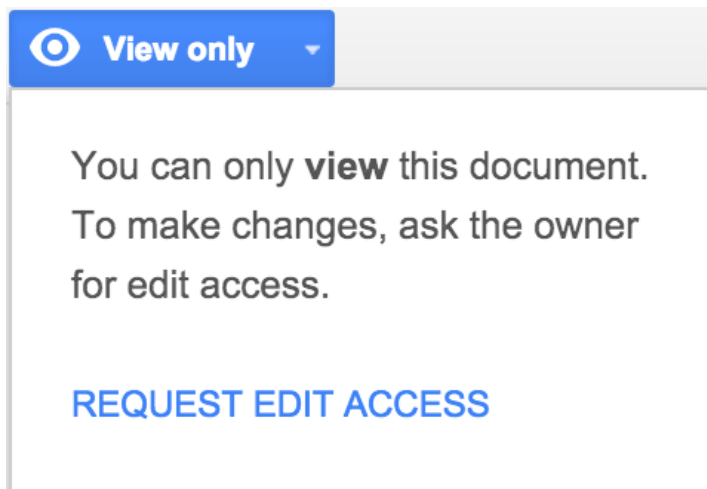 View only
You can only view this document.
To make changes, ask the owner
for edit access.
REQUEST EDIT ACCESS